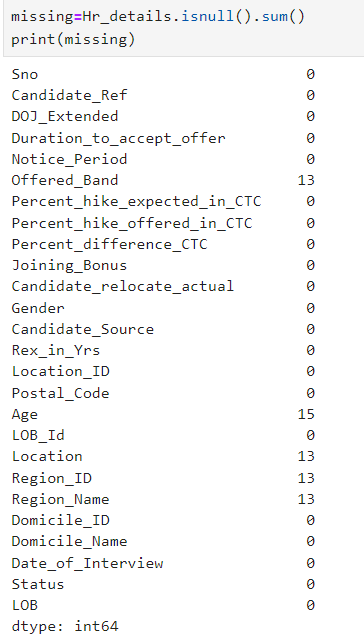 missing=Hr_details.isnull().sum()
print(missing)
Sno 0
Candidate_Ref 0
DOJ_Extended 0
Duration_to_accept_offer 0
Notice_Period 0
Offered_Band 13
Percent_hike_expected_in_CTC 0
Percent_hike_offered_in_CTC 0
Percent_difference_CTC 0
Joining_Bonus 0
Candidate_relocate_actual 0
Gender 0
Candidate_Source 0
Rex_in_Yrs 0
Location_ID 0
Postal_Code 0
Age 15
LOB_Id 0
Location 13
Region_ID 13
Region_Name 13
Domicile_ID 0
Domicile_Name 0
Date_of_Interview 0
Status 0
LOB 0
dtype: int64